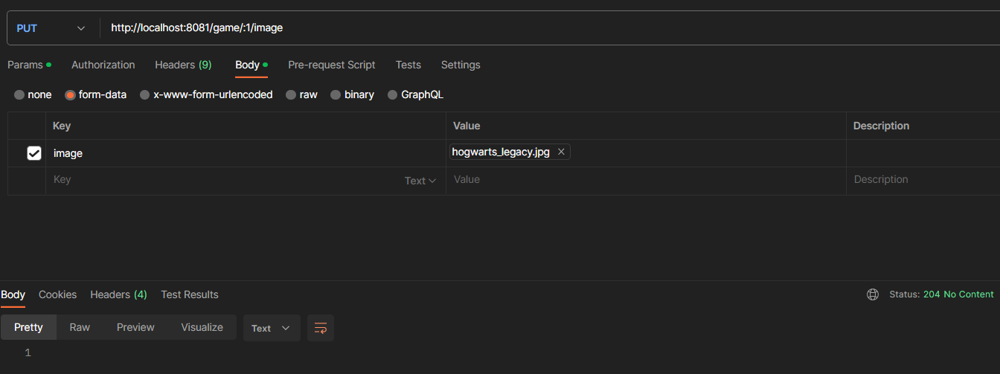 PUT http://localhost:8081/game/:1/image
Params Authorization Headers (9) Body Pre-request Script Tests Settings
none form-data x-www-form-urlencoded raw binary GraphQL
Key Value Description
image hogwarts_legacy.jpg
Key Text Value Description
Body Cookies Headers (4) Test Results Status: 204 No Content
Pretty Raw Preview Visualize Text
1